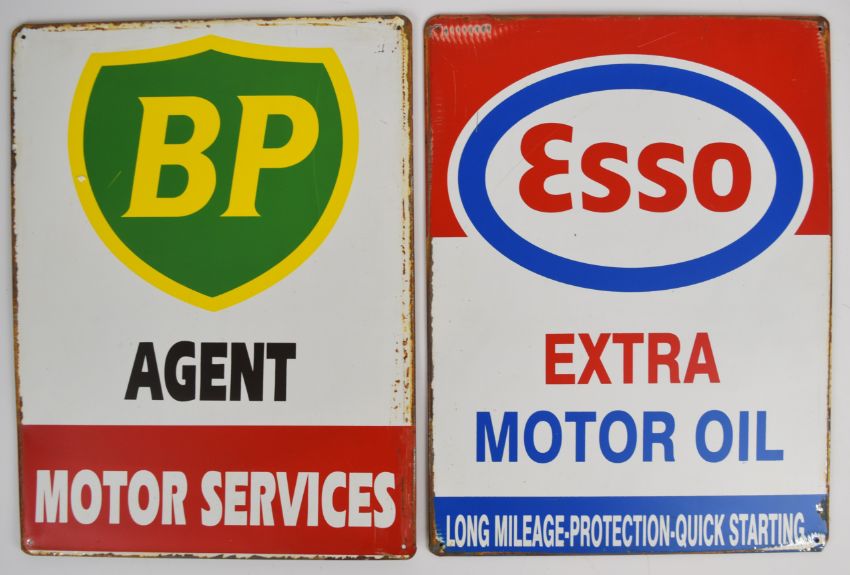 BP
AGENT
MOTOR SERVICES
Esso
EXTRA
MOTOR OIL
LONG MILEAGE-PROTECTION-QUICK STARTING